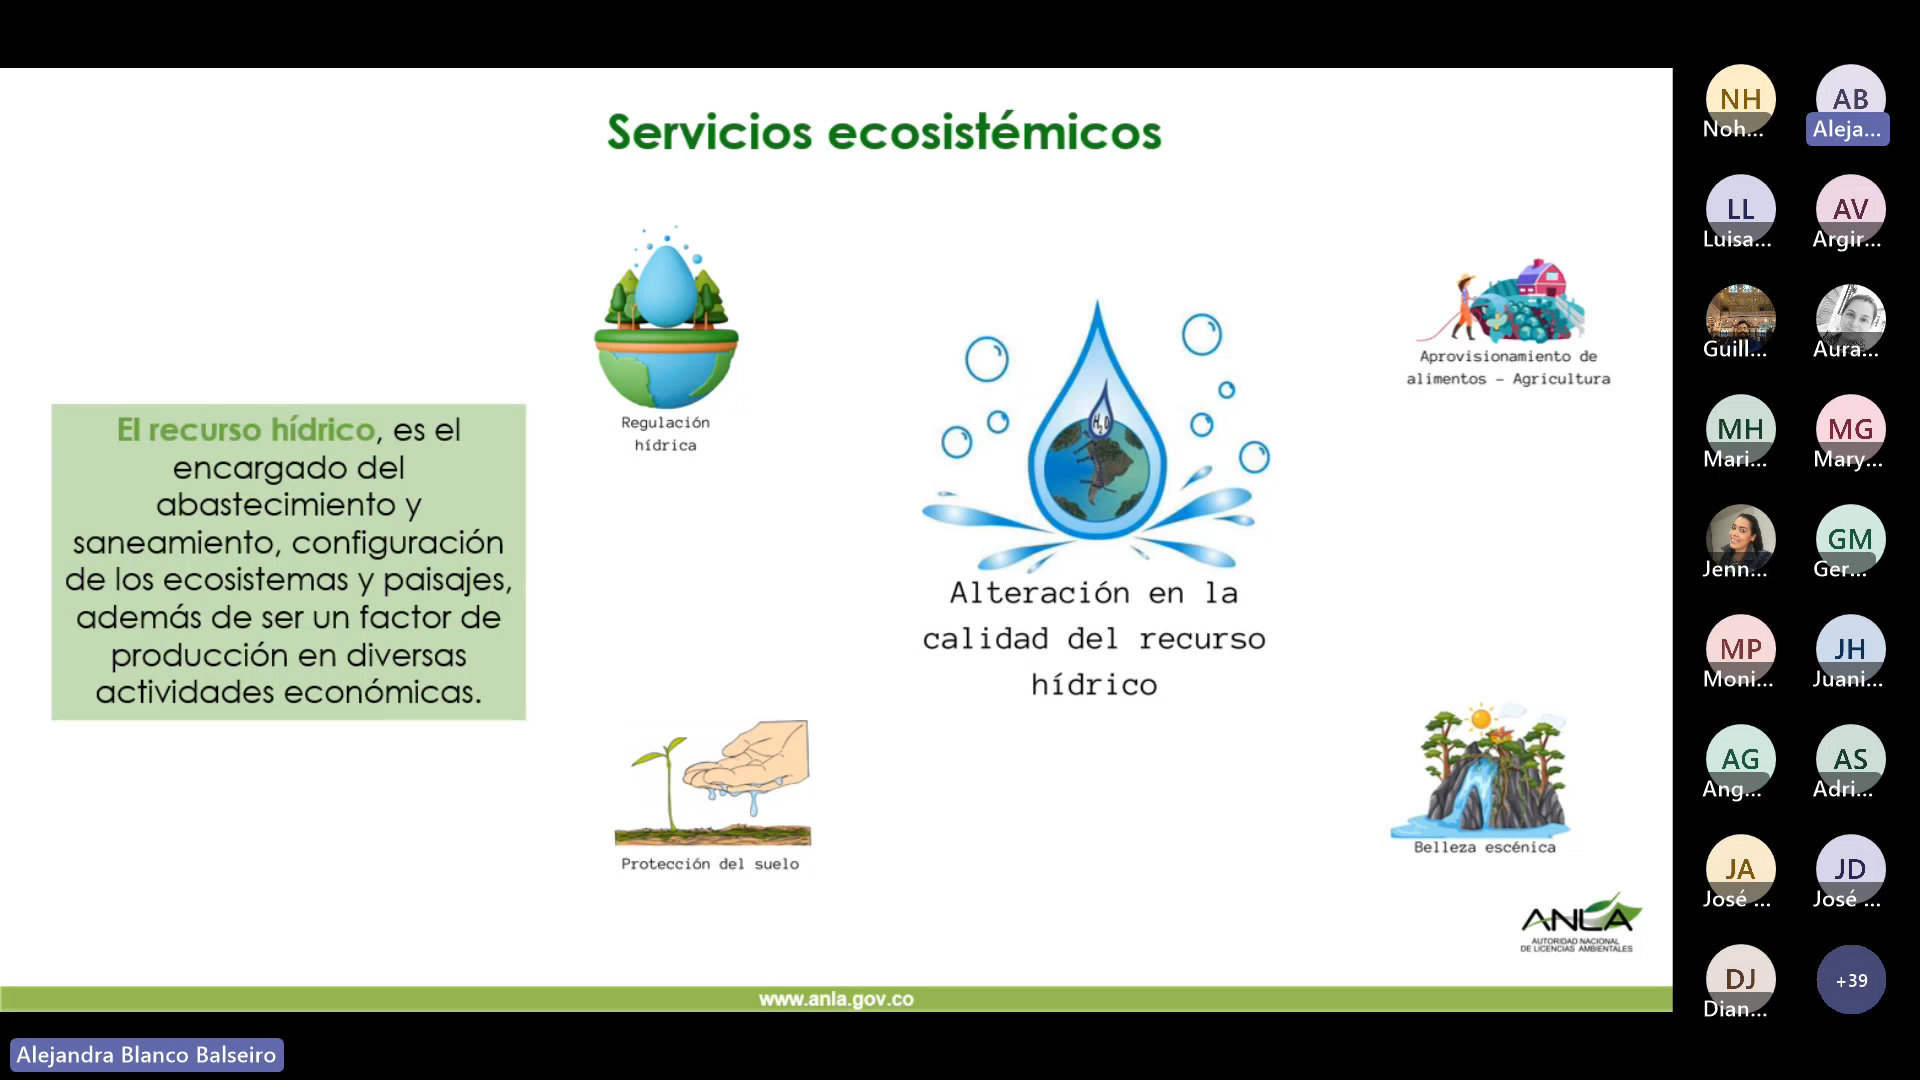 Servicios ecosistémicos
El recurso hídrico, es el
encargado del
abastecimiento y
saneamiento, configuración
de los ecosistemas y paisajes,
además de ser un factor de
producción en diversas
actividades económicas.
Regulación
hídrica
Protección del suelo
H₂O
Alteración en la
calidad del recurso
hídrico
Aprovisionamiento de
alimentos - Agricultura
Belleza escénica
ANLA
AUTORIDAD NACIONAL
DE LICENCIAS AMBIENTALES
www.anla.gov.co
Alejandra Blanco Balseiro
NH
Noh...
AB
Aleja...
LL
Luisa...
AV
Argir...
Guill...
Aura...
MH
Mari...
MG
Mary...
Jenn...
GM
Ger...
MP
Moni...
JH
Juani...
AG
Ang...
AS
Adri...
JA
José ...
JD
José ...
DJ
Dian...
+39